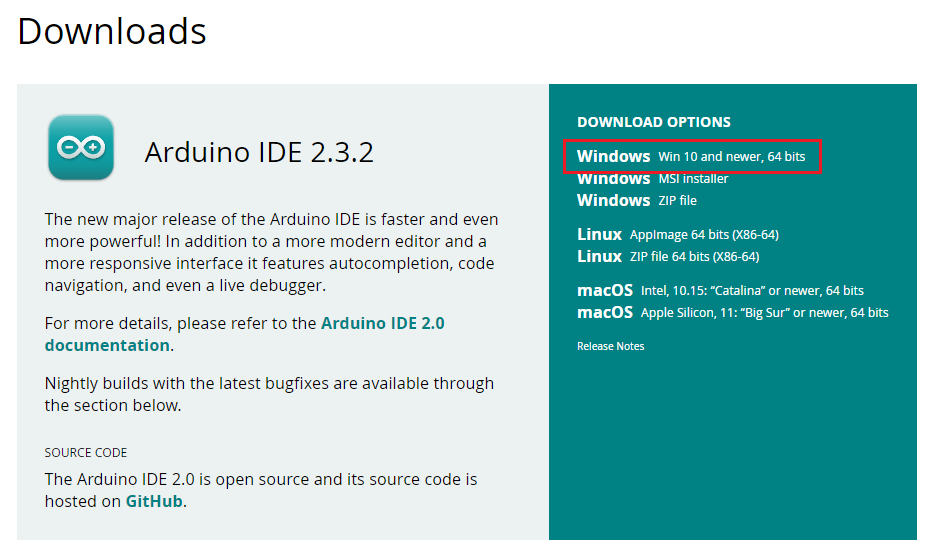 Downloads
Arduino IDE 2.3.2
The new major release of the Arduino IDE is faster and even
more powerful! In addition to a more modern editor and a
more responsive interface it features autocompletion, code
navigation, and even a live debugger.
For more details, please refer to the Arduino IDE 2.0
documentation.
Nightly builds with the latest bugfixes are available through
the section below.
SOURCE CODE
The Arduino IDE 2.0 is open source and its source code is
hosted on GitHub.
DOWNLOAD OPTIONS
Windows Win 10 and newer, 64 bits
Windows MSI installer
Windows ZIP file
Linux AppImage 64 bits (X86-64)
Linux ZIP file 64 bits (X86-64)
macOS Intel, 10.15: “Catalina” or newer, 64 bits
macOS Apple Silicon, 11: “Big Sur” or newer, 64 bits
Release Notes